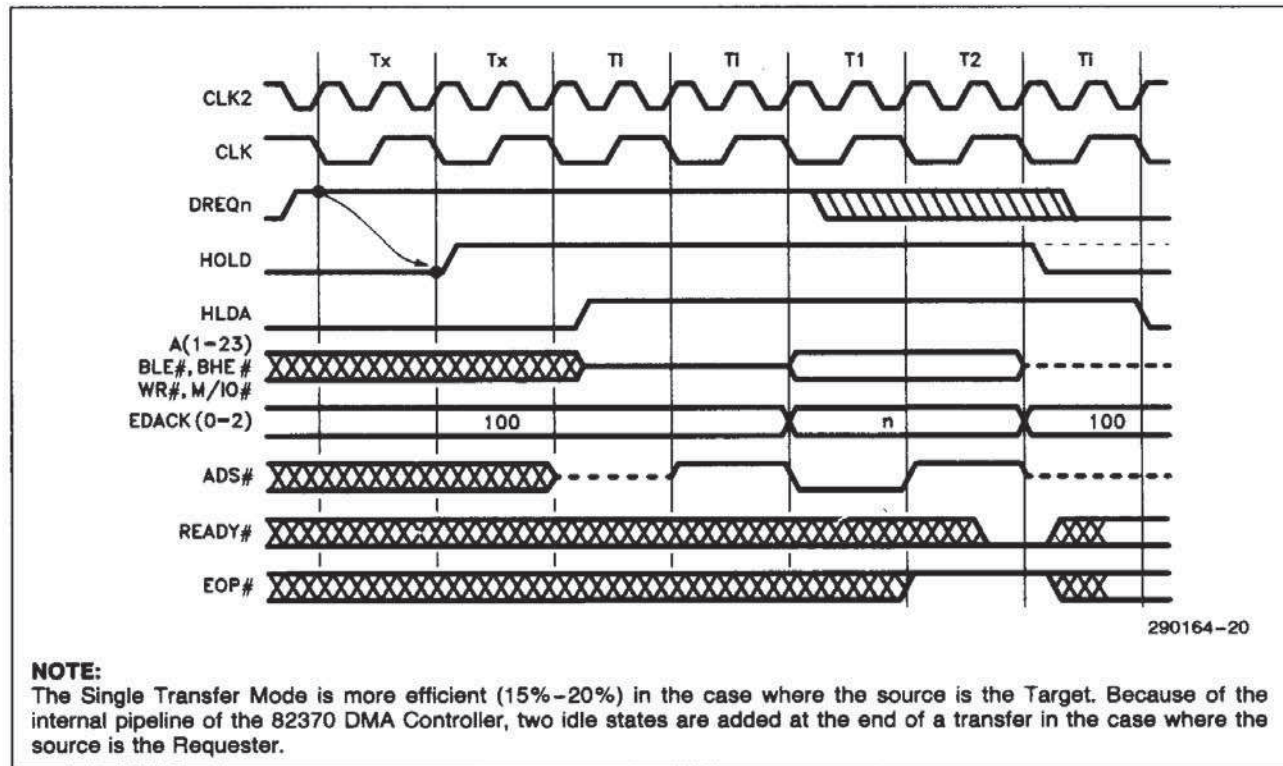 Tx Tx Ti Ti T1 T2 Ti
CLK2
CLK
DREQn
HOLD
HLDA
A(1-23)
BLE#, BHE#
WR#, M/IO#
EDACK (0-2) 100 n 100
ADS#
READY#
EOP#
290164-20
NOTE:
The Single Transfer Mode is more efficient (15%-20%) in the case where the source is the Target. Because of the
internal pipeline of the 82370 DMA Controller, two idle states are added at the end of a transfer in the case where the
source is the Requester.